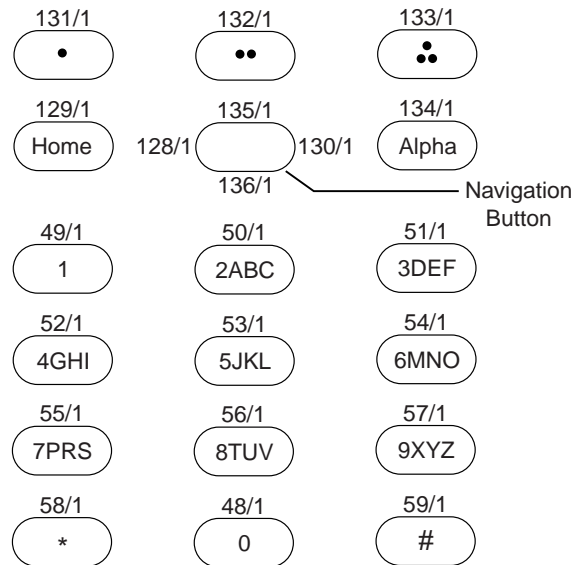 131/1 132/1 133/1
• •• •••
129/1 135/1 134/1
Home 128/1 130/1 Alpha
136/1
Navigation
Button
49/1 50/1 51/1
1 2ABC 3DEF
52/1 53/1 54/1
4GHI 5JKL 6MNO
55/1 56/1 57/1
7PRS 8TUV 9XYZ
58/1 48/1 59/1
* 0 #